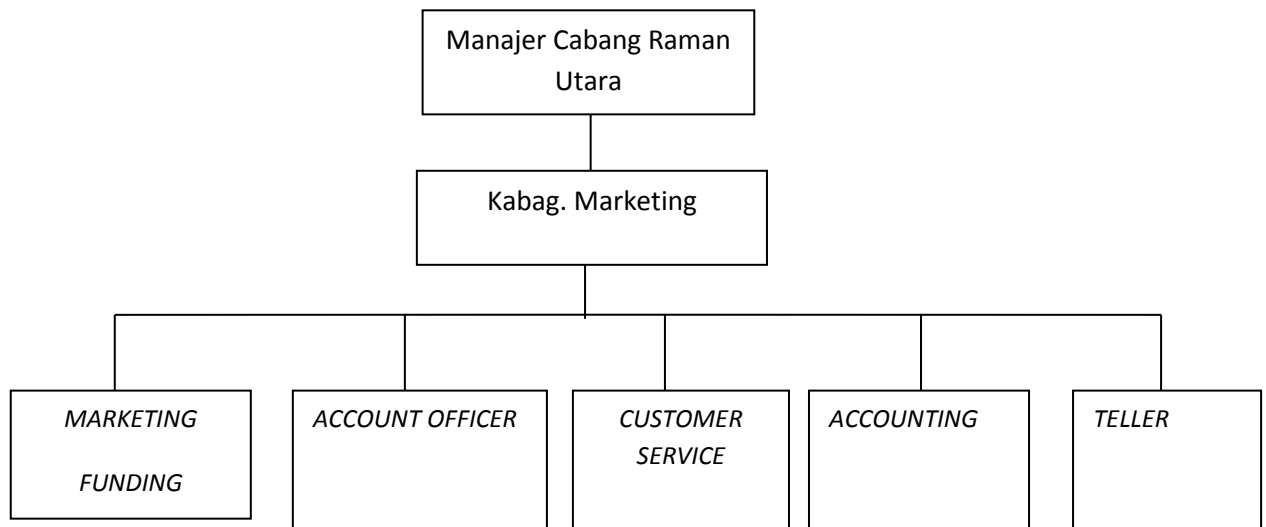 Manajer Cabang Raman
Utara
Kabag. Marketing
MARKETING
FUNDING
ACCOUNT OFFICER
CUSTOMER
SERVICE
ACCOUNTING
TELLER